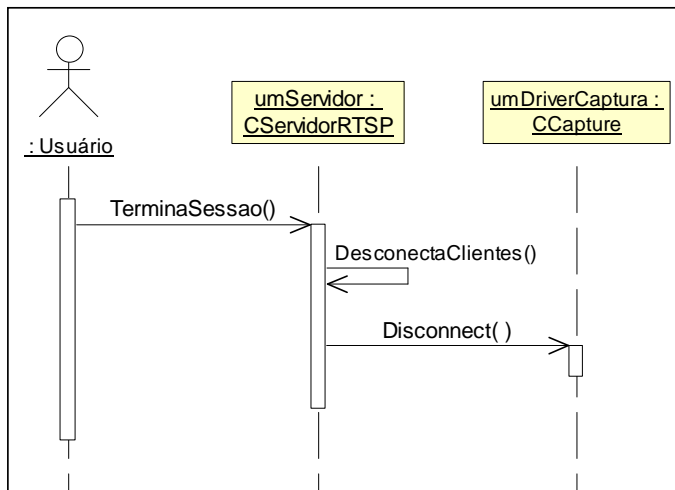 : Usuário
umServidor :
CServidorRTSP
umDriverCaptura :
CCapture
TerminaSessao()
DesconectaClientes()
Disconnect( )